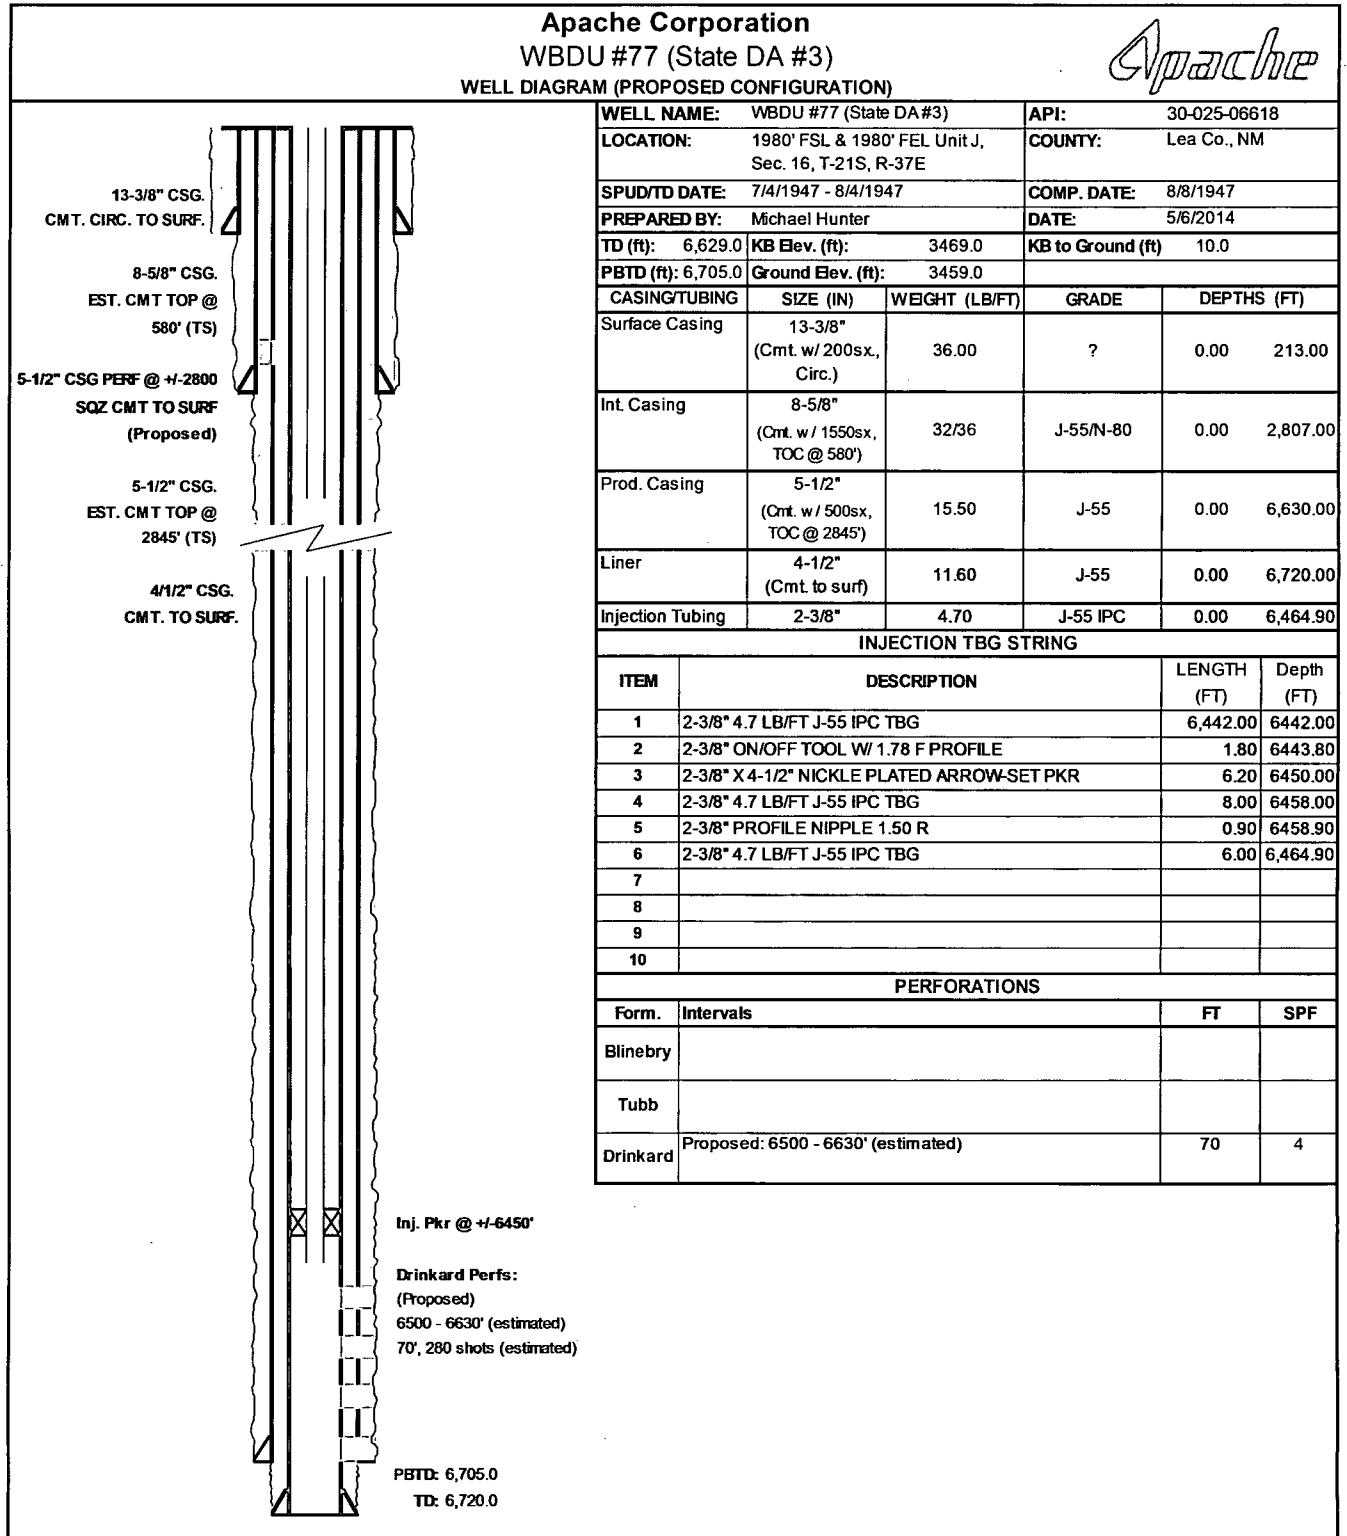 Apache Corporation
WBDU #77 (State DA #3)
WELL DIAGRAM (PROPOSED CONFIGURATION)
Apache
WELL NAME: WBDU #77 (State DA#3) API: 30-025-06618
LOCATION: 1980' FSL & 1980' FEL Unit J, COUNTY: Lea Co., NM
Sec. 16, T-21S, R-37E
SPUD/TD DATE: 7/4/1947 - 8/4/1947 COMP. DATE: 8/8/1947
PREPARED BY: Michael Hunter DATE: 5/6/2014
TD (ft): 6,629.0 KB Elev. (ft): 3469.0 KB to Ground (ft) 10.0
PBTD (ft): 6,705.0 Ground Elev. (ft): 3459.0
CASING/TUBING SIZE (IN) WEIGHT (LB/FT) GRADE DEPTHS (FT)
Surface Casing 13-3/8"
(Cmt. w/ 200sx., 36.00 ? 0.00 213.00
Circ.)
Int. Casing 8-5/8"
(Cmt. w/ 1550sx, 32/36 J-55/N-80 0.00 2,807.00
TOC @ 580')
Prod. Casing 5-1/2"
(Cmt. w/ 500sx, 15.50 J-55 0.00 6,630.00
TOC @ 2845')
Liner 4-1/2"
(Cmt. to surf) 11.60 J-55 0.00 6,720.00
Injection Tubing 2-3/8" 4.70 J-55 IPC 0.00 6,464.90
INJECTION TBG STRING
ITEM DESCRIPTION LENGTH (FT) Depth (FT)
1 2-3/8" 4.7 LB/FT J-55 IPC TBG 6,442.00 6442.00
2 2-3/8" ON/OFF TOOL W/ 1.78 F PROFILE 1.80 6443.80
3 2-3/8" X 4-1/2" NICKLE PLATED ARROW-SET PKR 6.20 6450.00
4 2-3/8" 4.7 LB/FT J-55 IPC TBG 8.00 6458.00
5 2-3/8" PROFILE NIPPLE 1.50 R 0.90 6458.90
6 2-3/8" 4.7 LB/FT J-55 IPC TBG 6.00 6,464.90
7
8
9
10
PERFORATIONS
Form. Intervals FT SPF
Blinebry
Tubb
Drinkard Proposed: 6500 - 6630' (estimated) 70 4
13-3/8" CSG.
CMT. CIRC. TO SURF.
8-5/8" CSG.
EST. CMT TOP @
580' (TS)
5-1/2" CSG PERF @ +/-2800
SQZ CMT TO SURF
(Proposed)
5-1/2" CSG.
EST. CMT TOP @
2845' (TS)
4/1/2" CSG.
CMT. TO SURF.
Inj. Pkr @ +/-6450'
Drinkard Perfs:
(Proposed)
6500 - 6630' (estimated)
70', 280 shots (estimated)
PBTD: 6,705.0
TD: 6,720.0